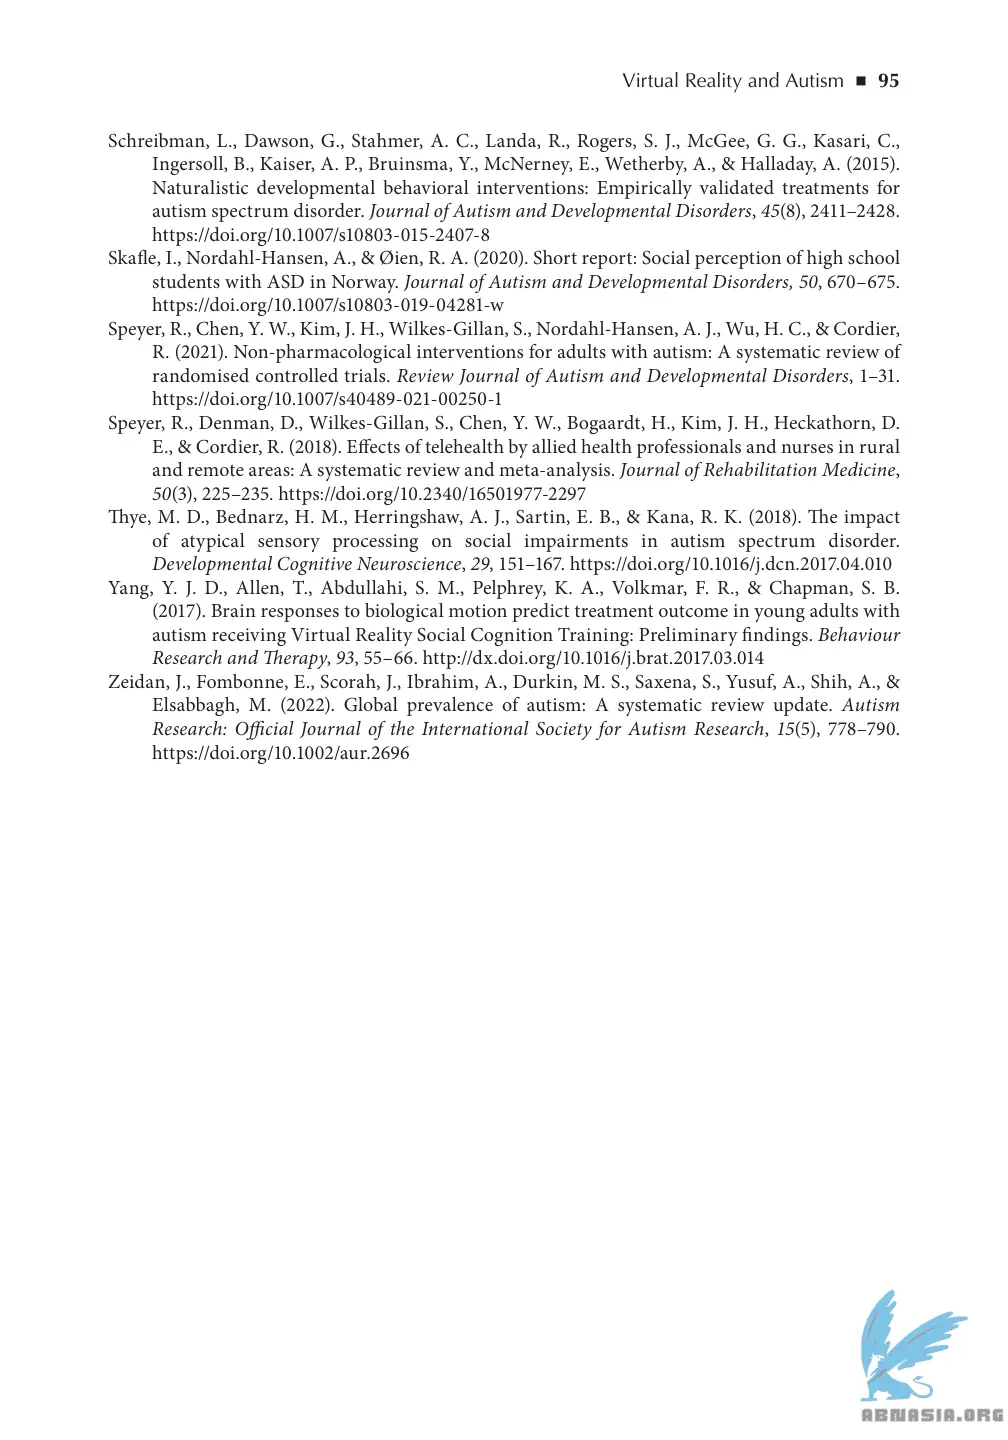 Virtual Reality and Autism ■ 95
Schreibman, L., Dawson, G., Stahmer, A. C., Landa, R., Rogers, S. J., McGee, G. G., Kasari, C.,
Ingersoll, B., Kaiser, A. P., Bruinsma, Y., McNerney, E., Wetherby, A., & Halladay, A. (2015).
Naturalistic developmental behavioral interventions: Empirically validated treatments for
autism spectrum disorder. Journal of Autism and Developmental Disorders, 45(8), 2411–2428.
https://doi.org/10.1007/s10803-015-2407-8
Skafle, I., Nordahl-Hansen, A., & Øien, R. A. (2020). Short report: Social perception of high school
students with ASD in Norway. Journal of Autism and Developmental Disorders, 50, 670–675.
https://doi.org/10.1007/s10803-019-04281-w
Speyer, R., Chen, Y. W., Kim, J. H., Wilkes-Gillan, S., Nordahl-Hansen, A. J., Wu, H. C., & Cordier,
R. (2021). Non-pharmacological interventions for adults with autism: A systematic review of
randomised controlled trials. Review Journal of Autism and Developmental Disorders, 1–31.
https://doi.org/10.1007/s40489-021-00250-1
Speyer, R., Denman, D., Wilkes-Gillan, S., Chen, Y. W., Bogaardt, H., Kim, J. H., Heckathorn, D.
E., & Cordier, R. (2018). Effects of telehealth by allied health professionals and nurses in rural
and remote areas: A systematic review and meta-analysis. Journal of Rehabilitation Medicine,
50(3), 225–235. https://doi.org/10.2340/16501977-2297
Thye, M. D., Bednarz, H. M., Herringshaw, A. J., Sartin, E. B., & Kana, R. K. (2018). The impact
of atypical sensory processing on social impairments in autism spectrum disorder.
Developmental Cognitive Neuroscience, 29, 151–167. https://doi.org/10.1016/j.dcn.2017.04.010
Yang, Y. J. D., Allen, T., Abdullahi, S. M., Pelphrey, K. A., Volkmar, F. R., & Chapman, S. B.
(2017). Brain responses to biological motion predict treatment outcome in young adults with
autism receiving Virtual Reality Social Cognition Training: Preliminary findings. Behaviour
Research and Therapy, 93, 55–66. http://dx.doi.org/10.1016/j.brat.2017.03.014
Zeidan, J., Fombonne, E., Scorah, J., Ibrahim, A., Durkin, M. S., Saxena, S., Yusuf, A., Shih, A., &
Elsabbagh, M. (2022). Global prevalence of autism: A systematic review update. Autism
Research: Official Journal of the International Society for Autism Research, 15(5), 778–790.
https://doi.org/10.1002/aur.2696
ABNASIA.ORG